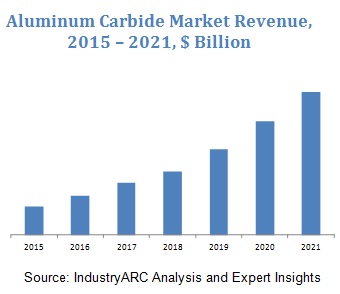 Aluminum Carbide Market Revenue,
2015 – 2021, $ Billion
2015 2016 2017 2018 2019 2020 2021
Source: IndustryARC Analysis and Expert Insights